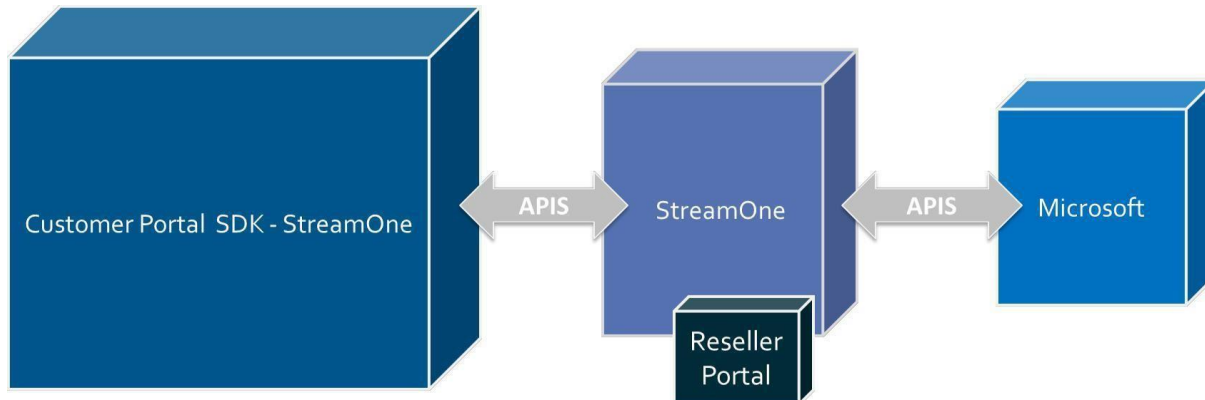 Customer Portal SDK - StreamOne
APIS
StreamOne
APIS
Microsoft
Reseller
Portal